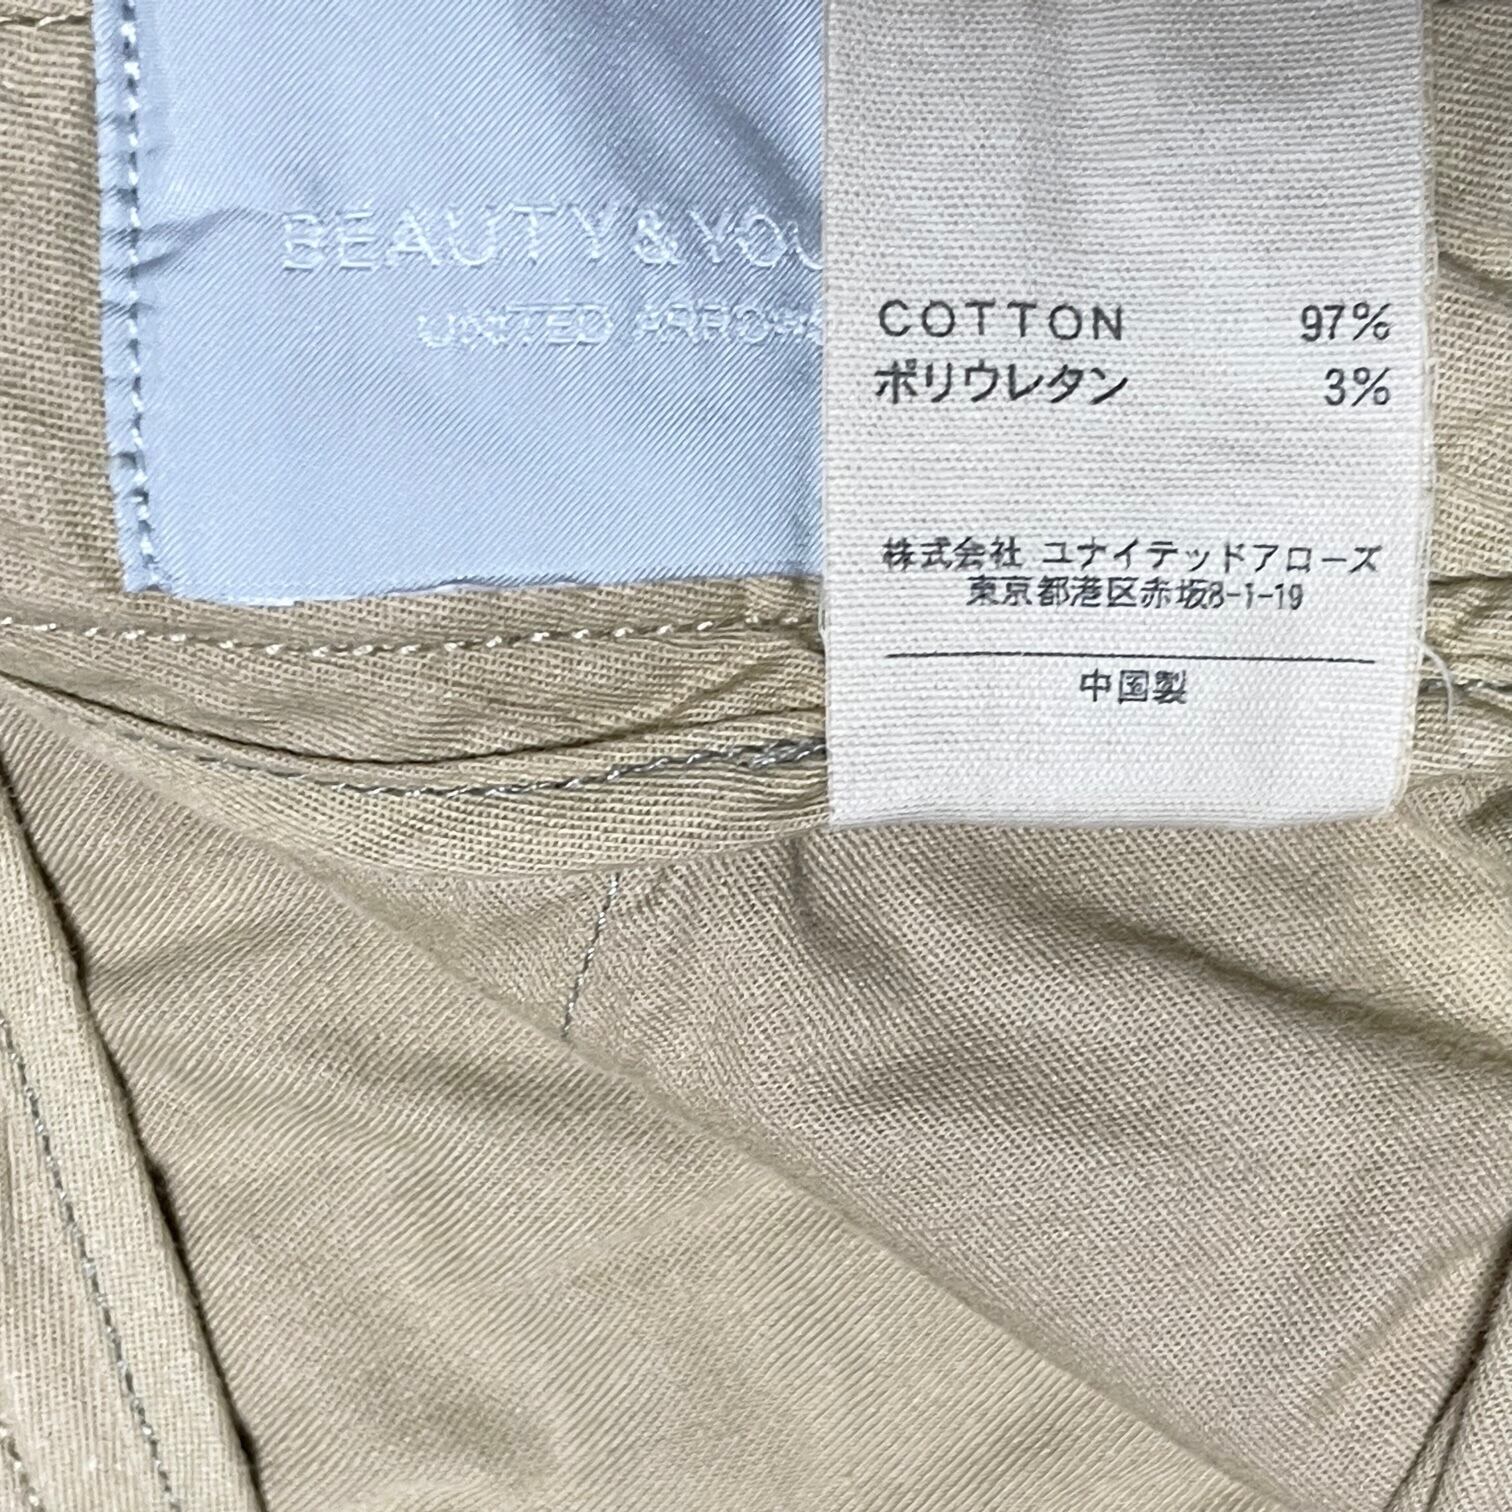 BEAUTY & YOU
UNITED ARROW
COTTON 97%
ポリウレタン 3%
株式会社 ユナイテッドアローズ
東京都港区赤坂8-1-19
中国製